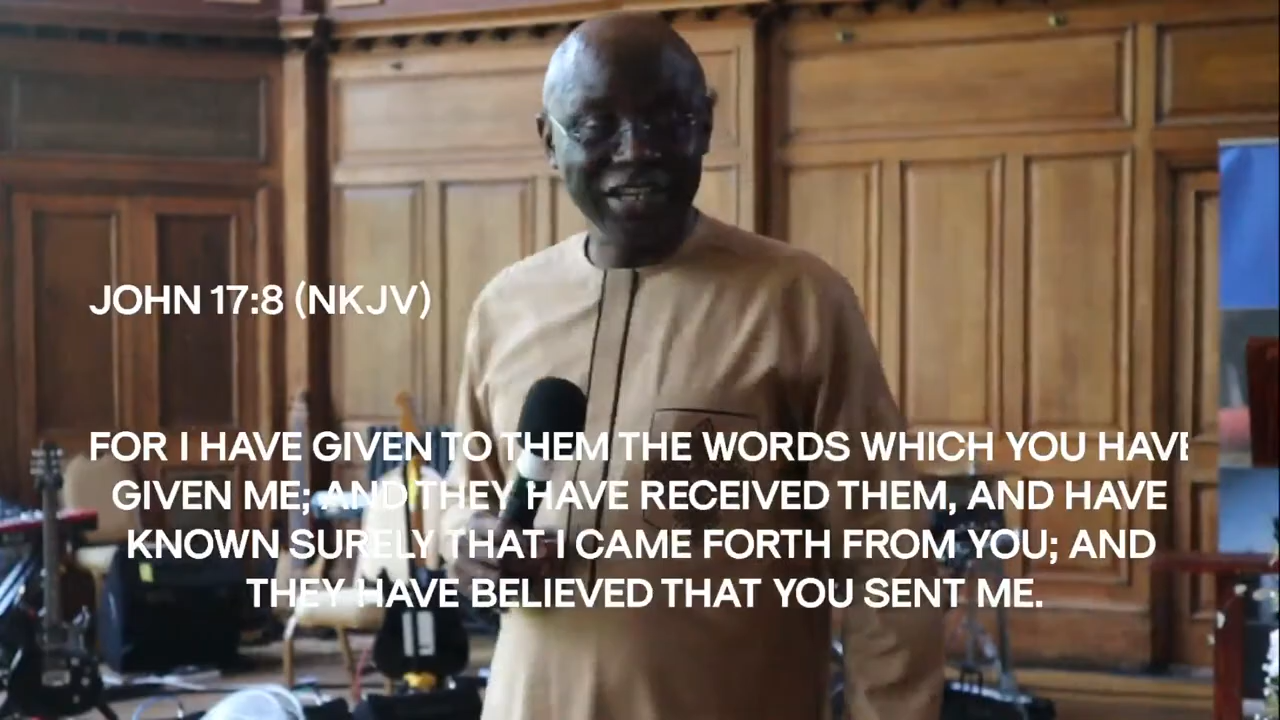 JOHN 17:8 (NKJV)
FOR I HAVE GIVEN TO THEM THE WORDS WHICH YOU HAVE
GIVEN ME; AND THEY HAVE RECEIVED THEM, AND HAVE
KNOWN SURELY THAT I CAME FORTH FROM YOU; AND
THEY HAVE BELIEVED THAT YOU SENT ME.